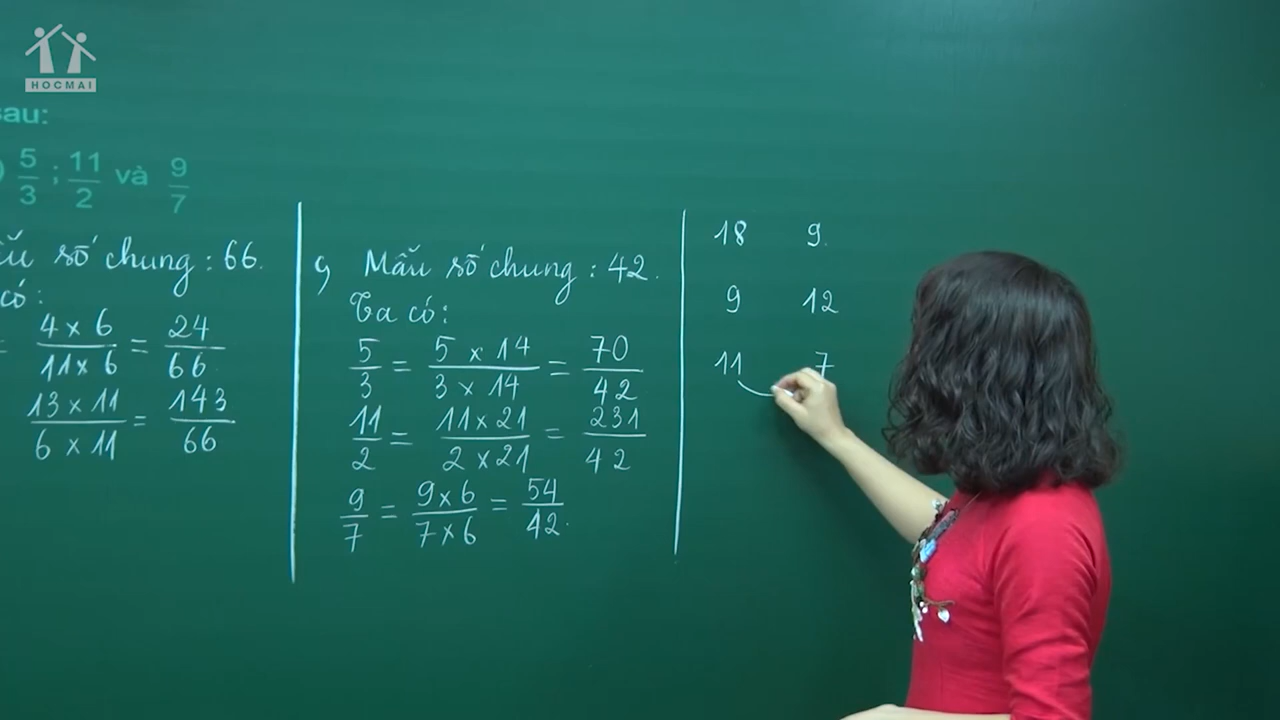 HOCMAI
sau:
5/3 ; 11/2 và 9/7
số chung : 66.
có:
= 4 x 6 / 11 x 6 = 24 / 66
13 x 11 / 6 x 11 = 143 / 66
Mẫu số chung : 42.
Ta có:
5/3 = 5 x 14 / 3 x 14 = 70 / 42
11/2 = 11 x 21 / 2 x 21 = 231 / 42
9/7 = 9 x 6 / 7 x 6 = 54 / 42.
18 9.
9 12
11 7